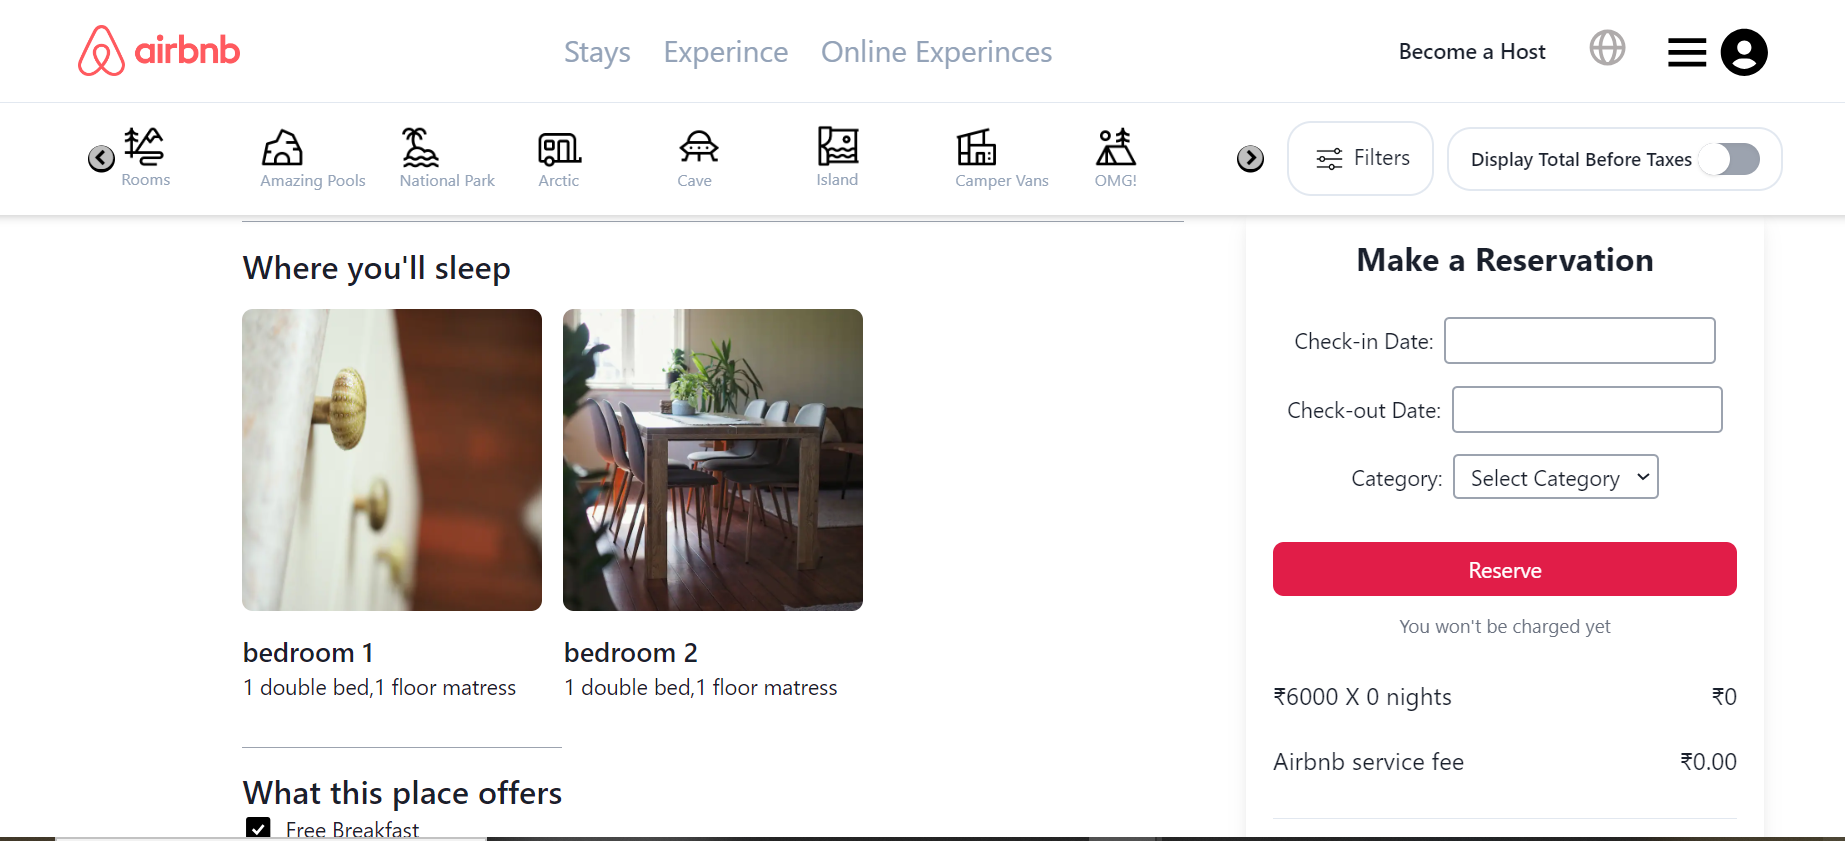 airbnb
Stays Experince Online Experinces
Become a Host
Rooms
Amazing Pools
National Park
Arctic
Cave
Island
Camper Vans
OMG!
Filters
Display Total Before Taxes
Where you'll sleep
bedroom 1
1 double bed,1 floor matress
bedroom 2
1 double bed,1 floor matress
What this place offers
Free Breakfast
Make a Reservation
Check-in Date:
Check-out Date:
Category: Select Category
Reserve
You won't be charged yet
₹6000 X 0 nights ₹0
Airbnb service fee ₹0.00